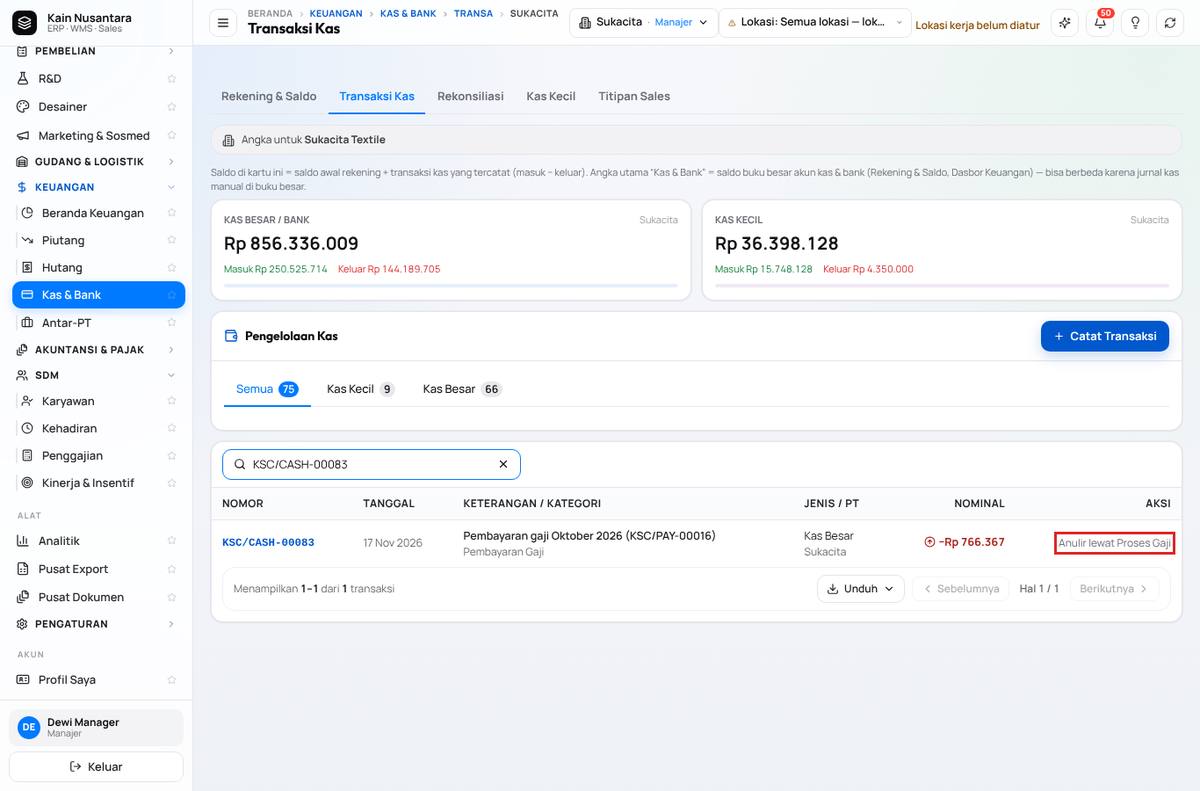 Kain Nusantara
ERP · WMS · Sales
PEMBELIAN
R&D
Desainer
Marketing & Sosmed
GUDANG & LOGISTIK
KEUANGAN
Beranda Keuangan
Piutang
Hutang
Kas & Bank
Antar-PT
AKUNTANSI & PAJAK
SDM
Karyawan
Kehadiran
Penggajian
Kinerja & Insentif
ALAT
Analitik
Pusat Export
Pusat Dokumen
PENGATURAN
AKUN
Profil Saya
DE
Dewi Manager
Manajer
Keluar
BERANDA > KEUANGAN > KAS & BANK > TRANSA > SUKACITA
Transaksi Kas
Sukacita · Manajer
Lokasi: Semua lokasi — lok...
Lokasi kerja belum diatur
50
Rekening & Saldo
Transaksi Kas
Rekonsiliasi
Kas Kecil
Titipan Sales
Angka untuk Sukacita Textile
Saldo di kartu ini = saldo awal rekening + transaksi kas yang tercatat (masuk − keluar). Angka utama "Kas & Bank" = saldo buku besar akun kas & bank (Rekening & Saldo, Dasbor Keuangan) — bisa berbeda karena jurnal kas
manual di buku besar.
KAS BESAR / BANK
Sukacita
Rp 856.336.009
Masuk Rp 250.525.714 Keluar Rp 144.189.705
KAS KECIL
Sukacita
Rp 36.398.128
Masuk Rp 15.748.128 Keluar Rp 4.350.000
Pengelolaan Kas
+ Catat Transaksi
Semua 75
Kas Kecil 9
Kas Besar 66
KSC/CASH-00083
NOMOR TANGGAL KETERANGAN / KATEGORI JENIS / PT NOMINAL AKSI
KSC/CASH-00083
17 Nov 2026
Pembayaran gaji Oktober 2026 (KSC/PAY-00016)
Pembayaran Gaji
Kas Besar
Sukacita
−Rp 766.367
Anulir lewat Proses Gaji
Menampilkan 1–1 dari 1 transaksi
Unduh
Sebelumnya
Hal 1 / 1
Berikutnya